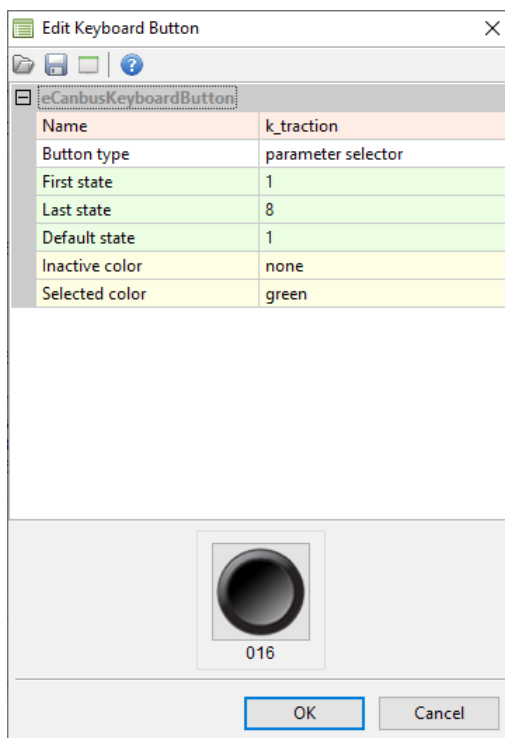 Edit Keyboard Button
eCanbusKeyboardButton
Name k_traction
Button type parameter selector
First state 1
Last state 8
Default state 1
Inactive color none
Selected color green
016
OK Cancel